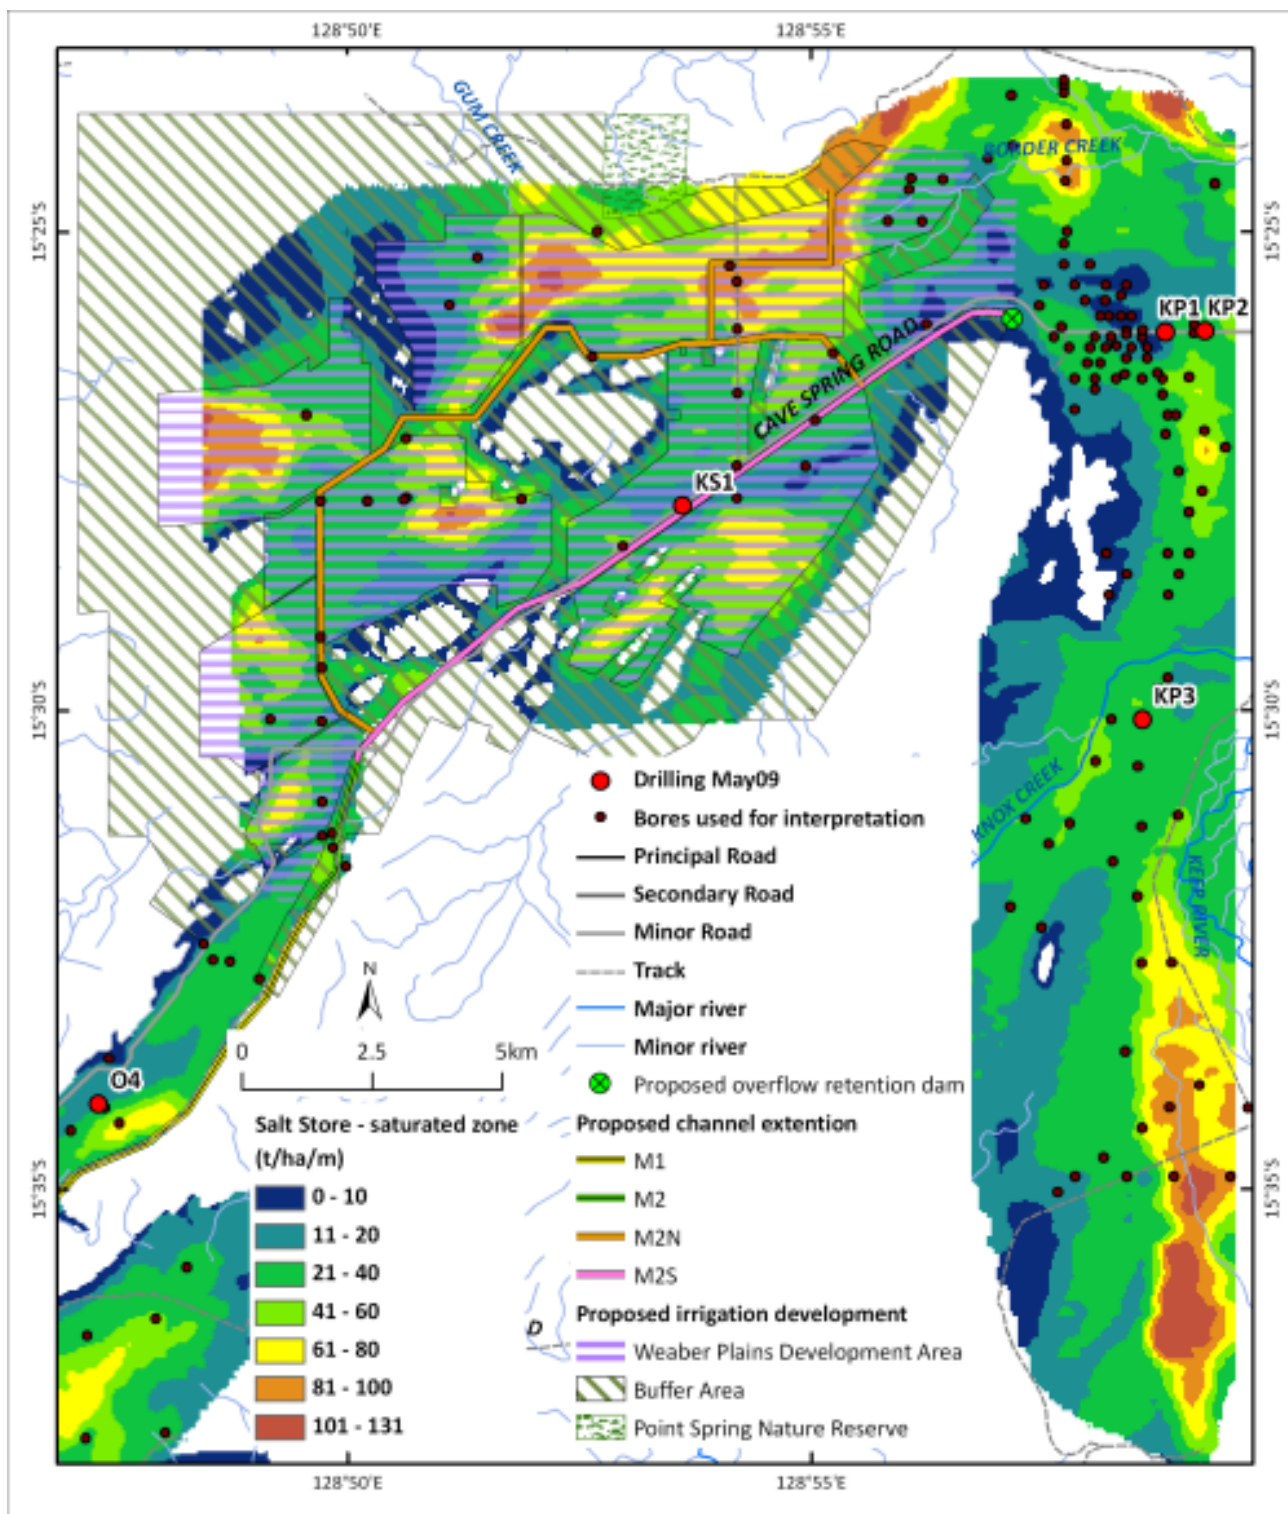 128°50'E
128°55'E
GUM CREEK
BORDER CREEK
15°25'S
15°25'S
KP1
KP2
CAVE SPRING ROAD
KS1
15°30'S
15°30'S
KP3
KNOX CREEK
KEEP RIVER
Drilling May09
Bores used for interpretation
Principal Road
Secondary Road
Minor Road
Track
Major river
Minor river
Proposed overflow retention dam
Proposed channel extention
M1
M2
M2N
M2S
Proposed irrigation development
Weaber Plains Development Area
Buffer Area
Point Spring Nature Reserve
N
0 2.5 5km
O4
Salt Store - saturated zone
(t/ha/m)
0 - 10
11 - 20
21 - 40
41 - 60
61 - 80
81 - 100
101 - 131
D
15°35'S
15°35'S
128°50'E
128°55'E